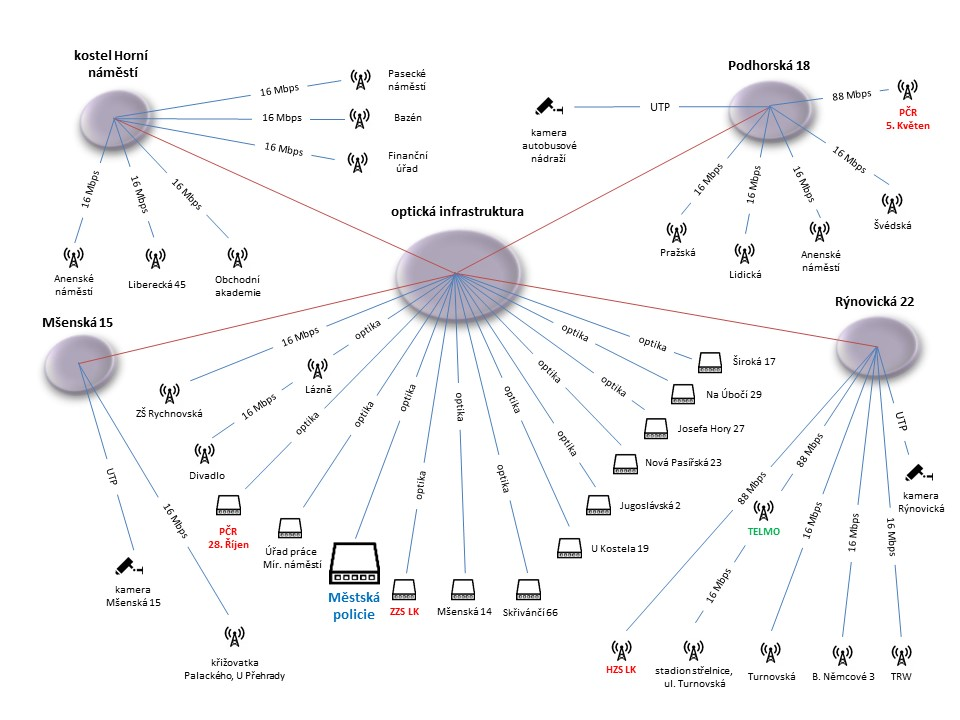 kostel Horní
náměstí
16 Mbps
Pasecké
náměstí
16 Mbps
Bazén
16 Mbps
Finanční
úřad
16 Mbps
16 Mbps
16 Mbps
Anenské
náměstí
Liberecká 45
Obchodní
akademie
Podhorská 18
UTP
kamera
autobusové
nádraží
88 Mbps
PČR
5. Květen
16 Mbps
16 Mbps
16 Mbps
16 Mbps
Pražská
Lidická
Anenské
náměstí
Švédská
optická infrastruktura
Mšenská 15
UTP
16 Mbps
kamera
Mšenská 15
křižovatka
Palackého, U Přehrady
16 Mbps
ZŠ Rychnovská
optika
Lázně
16 Mbps
Divadlo
optika
PČR
28. Říjen
optika
Úřad práce
Mír. náměstí
optika
Městská
policie
optika
ZZS LK
optika
Mšenská 14
optika
Skřivánčí 66
optika
U Kostela 19
optika
Jugoslávská 2
optika
Nová Pasířská 23
optika
Josefa Hory 27
optika
Na Úbočí 29
optika
Široká 17
Rýnovická 22
88 Mbps
HZS LK
88 Mbps
TELMO
16 Mbps
stadion střelnice,
ul. Turnovská
16 Mbps
Turnovská
16 Mbps
B. Němcové 3
16 Mbps
TRW
UTP
kamera
Rýnovická